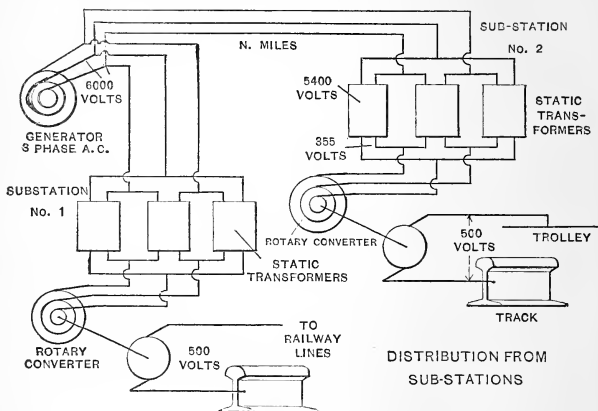 SUB-STATION
No. 2
N. MILES
6000
VOLTS
5400
VOLTS
GENERATOR
3 PHASE A.C.
STATIC
TRANS-
FORMERS
355
VOLTS
SUBSTATION
No. 1
ROTARY CONVERTER
500
VOLTS
TROLLEY
STATIC
TRANSFORMERS
TRACK
ROTARY
CONVERTER
500
VOLTS
TO
RAILWAY
LINES
DISTRIBUTION FROM
SUB-STATIONS